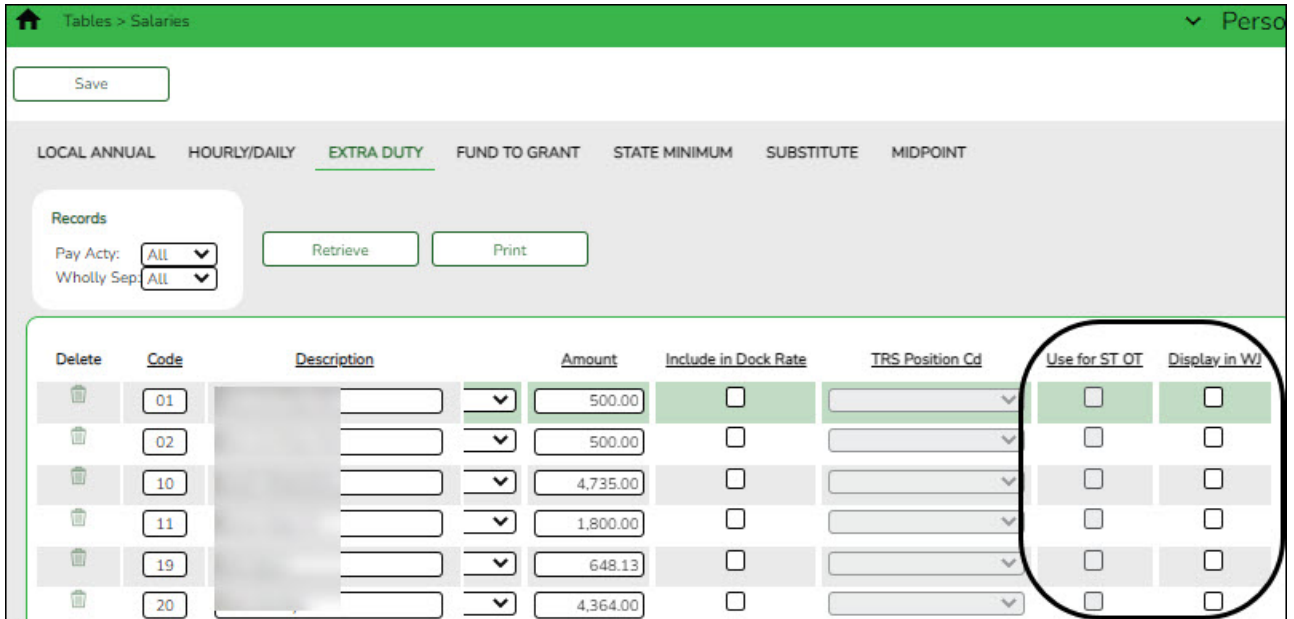 Tables > Salaries
Perso
Save
LOCAL ANNUAL HOURLY/DAILY EXTRA DUTY FUND TO GRANT STATE MINIMUM SUBSTITUTE MIDPOINT
Records
Pay Acty: All
Retrieve Print
Wholly Sep: All
Delete Code Description Amount Include in Dock Rate TRS Position Cd Use for ST OT Display in WJ
01 500.00
02 500.00
10 4,735.00
11 1,800.00
19 648.13
20 4,364.00